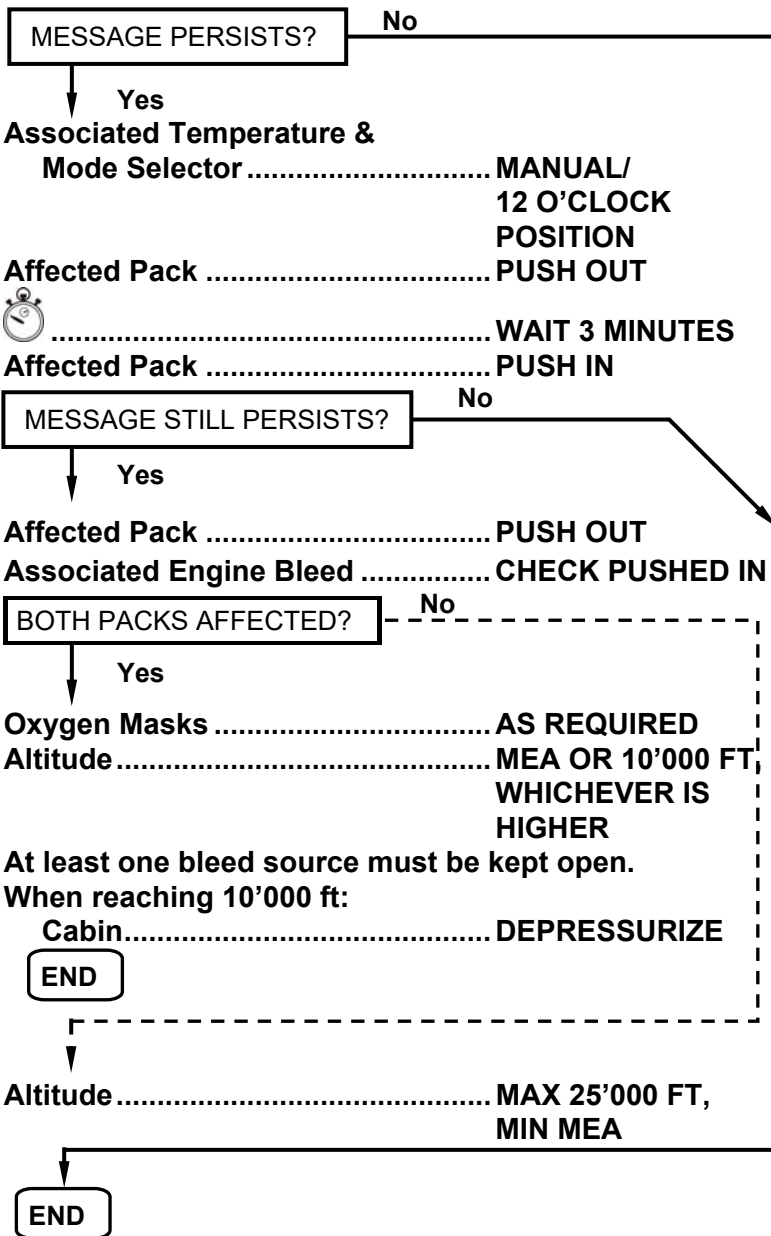 MESSAGE PERSISTS? No
Yes
Associated Temperature &
Mode Selector .............................. MANUAL/
12 O'CLOCK
POSITION
Affected Pack ................................... PUSH OUT
...................................................... WAIT 3 MINUTES
Affected Pack ................................... PUSH IN
MESSAGE STILL PERSISTS? No
Yes
Affected Pack ................................... PUSH OUT
Associated Engine Bleed ................ CHECK PUSHED IN
BOTH PACKS AFFECTED? No
Yes
Oxygen Masks .................................. AS REQUIRED
Altitude.............................................. MEA OR 10'000 FT,
WHICHEVER IS
HIGHER
At least one bleed source must be kept open.
When reaching 10'000 ft:
Cabin............................................. DEPRESSURIZE
END
Altitude.............................................. MAX 25'000 FT,
MIN MEA
END